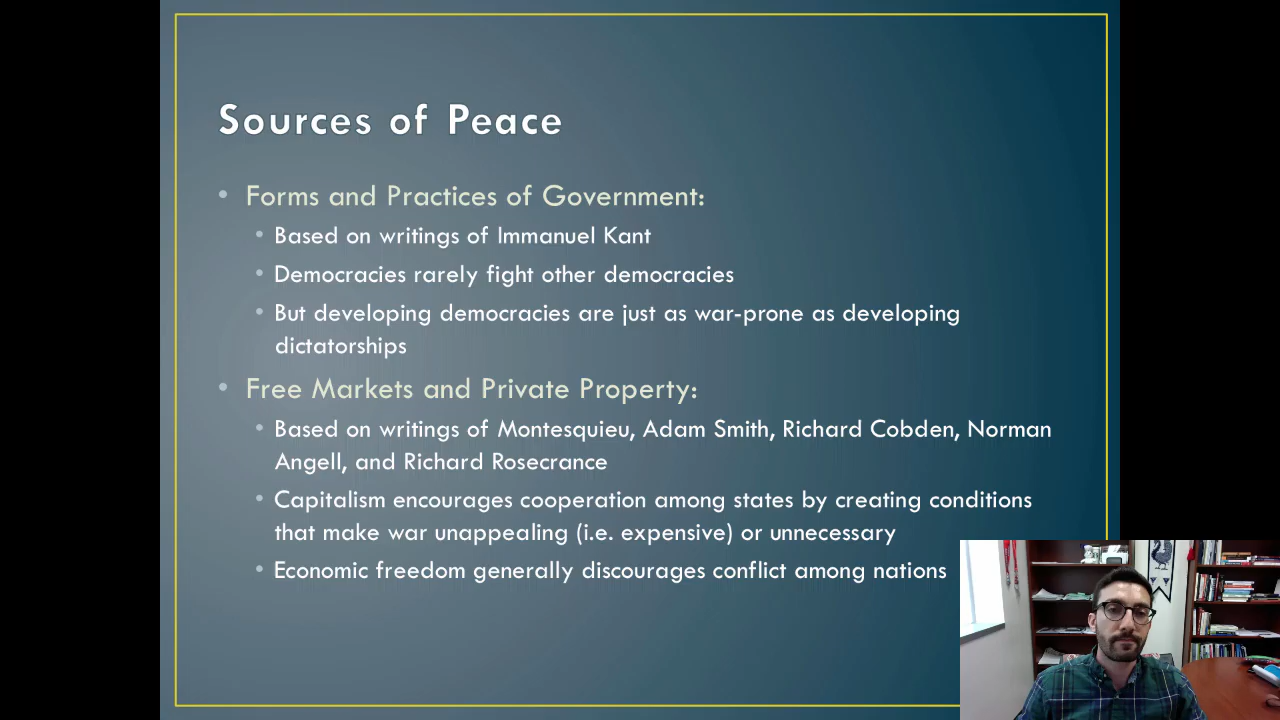 Sources of Peace
• Forms and Practices of Government:
• Based on writings of Immanuel Kant
• Democracies rarely fight other democracies
• But developing democracies are just as war-prone as developing
dictatorships
• Free Markets and Private Property:
• Based on writings of Montesquieu, Adam Smith, Richard Cobden, Norman
Angell, and Richard Rosecrance
• Capitalism encourages cooperation among states by creating conditions
that make war unappealing (i.e. expensive) or unnecessary
• Economic freedom generally discourages conflict among nations